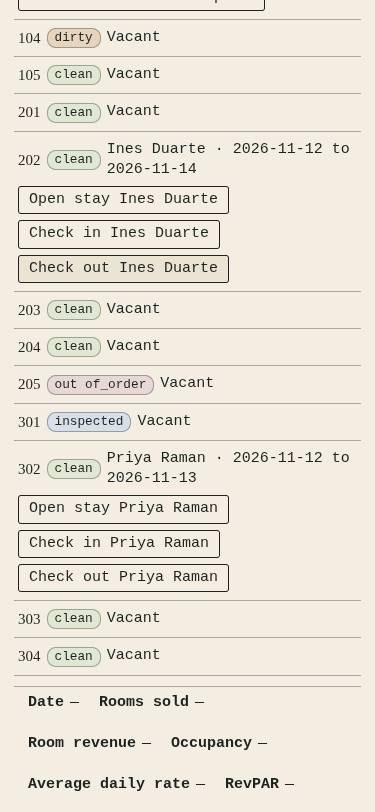 104 dirty Vacant
105 clean Vacant
201 clean Vacant
202 clean Ines Duarte · 2026-11-12 to
2026-11-14
Open stay Ines Duarte
Check in Ines Duarte
Check out Ines Duarte
203 clean Vacant
204 clean Vacant
205 out of_order Vacant
301 inspected Vacant
302 clean Priya Raman · 2026-11-12 to
2026-11-13
Open stay Priya Raman
Check in Priya Raman
Check out Priya Raman
303 clean Vacant
304 clean Vacant
Date — Rooms sold —
Room revenue — Occupancy —
Average daily rate — RevPAR —